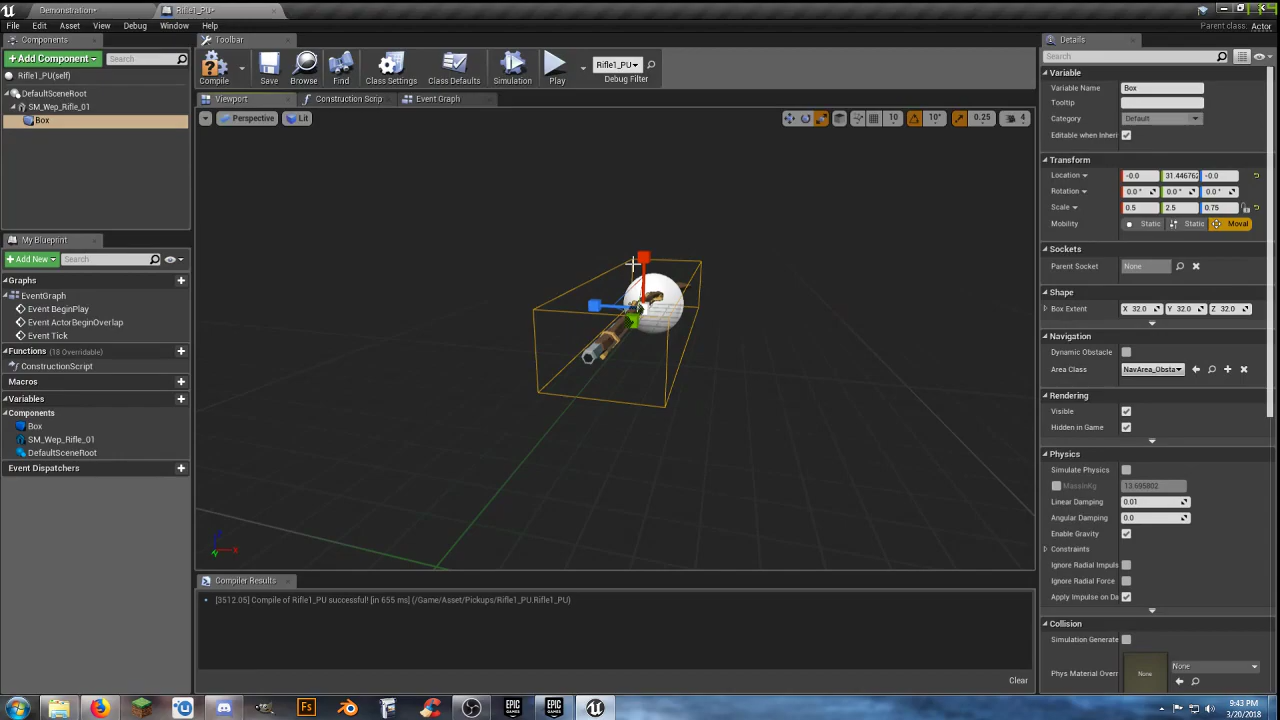 Demonstration*
Rifle1_PU*
File Edit Asset View Debug Window Help
Parent class: Actor
Components
Toolbar
Details
+Add Component
Search
Search
Rifle1_PU(self)
DefaultSceneRoot
SM_Wep_Rifle_01
Box
Compile
Save
Browse
Find
Class Settings
Class Defaults
Simulation
Play
Rifle1_PU
Debug Filter
Viewport
Construction Scrip
Event Graph
Perspective
Lit
10
10°
0.25
4
Variable
Variable Name Box
Tooltip
Category Default
Editable when Inheri
Transform
Location -0.0 31.446762 -0.0
Rotation 0.0 ° 0.0 ° 0.0 °
Scale 0.5 2.5 0.75
Mobility Static Static Moval
Sockets
Parent Socket None
Shape
Box Extent X 32.0 Y 32.0 Z 32.0
Navigation
Dynamic Obstacle
Area Class NavArea_Obsta
Rendering
Visible
Hidden in Game
Physics
Simulate Physics
MassInKg 13.695802
Linear Damping 0.01
Angular Damping 0.0
Enable Gravity
Constraints
Ignore Radial Impuls
Ignore Radial Force
Apply Impulse on Da
Collision
Simulation Generate
Phys Material Overr None None
My Blueprint
+Add New
Search
Graphs
EventGraph
Event BeginPlay
Event ActorBeginOverlap
Event Tick
Functions (18 Overridable)
ConstructionScript
Macros
Variables
Components
Box
SM_Wep_Rifle_01
DefaultSceneRoot
Event Dispatchers
Compiler Results
[3512.05] Compile of Rifle1_PU successful! [in 655 ms] (/Game/Asset/Pickups/Rifle1_PU.Rifle1_PU)
Clear
Fs
EPIC GAMES
EPIC GAMES
9:43 PM
3/20/2018